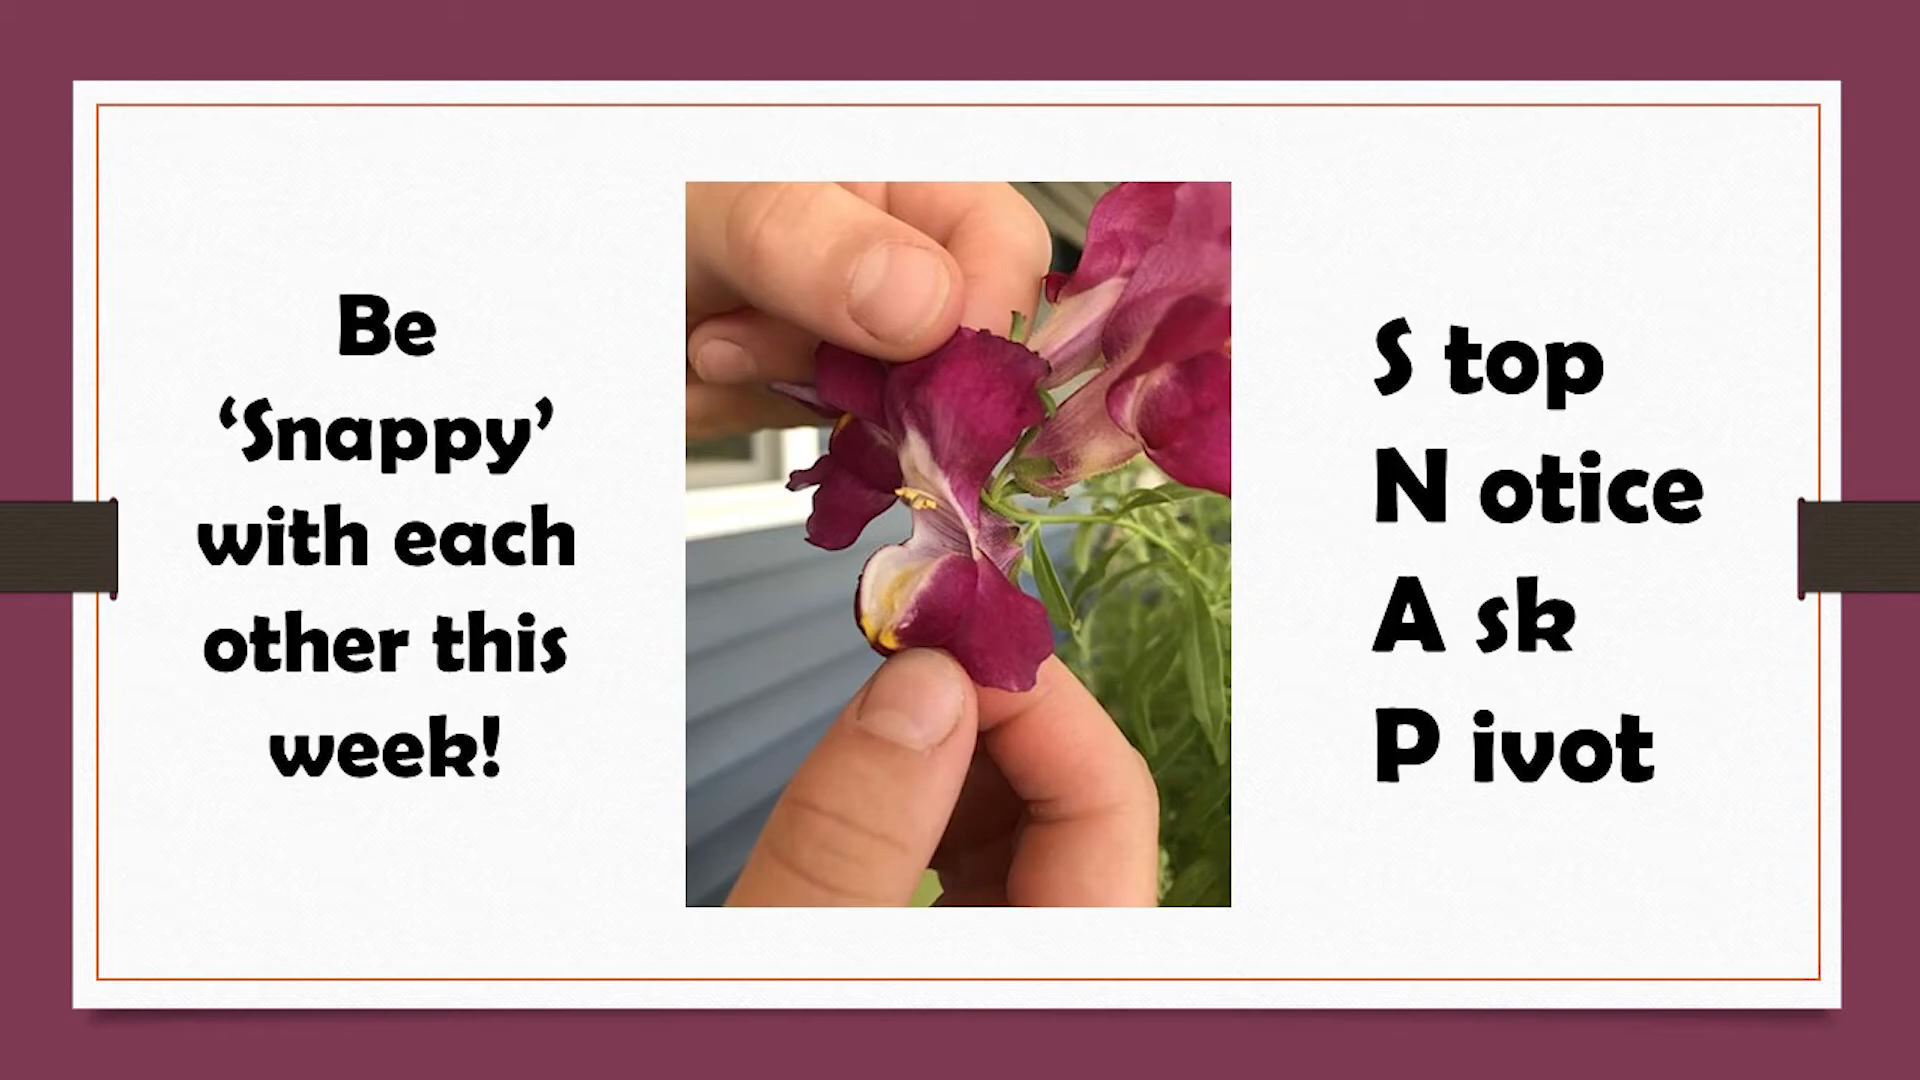 Be
‘Snappy’
with each
other this
week!
S top
N otice
A sk
P ivot